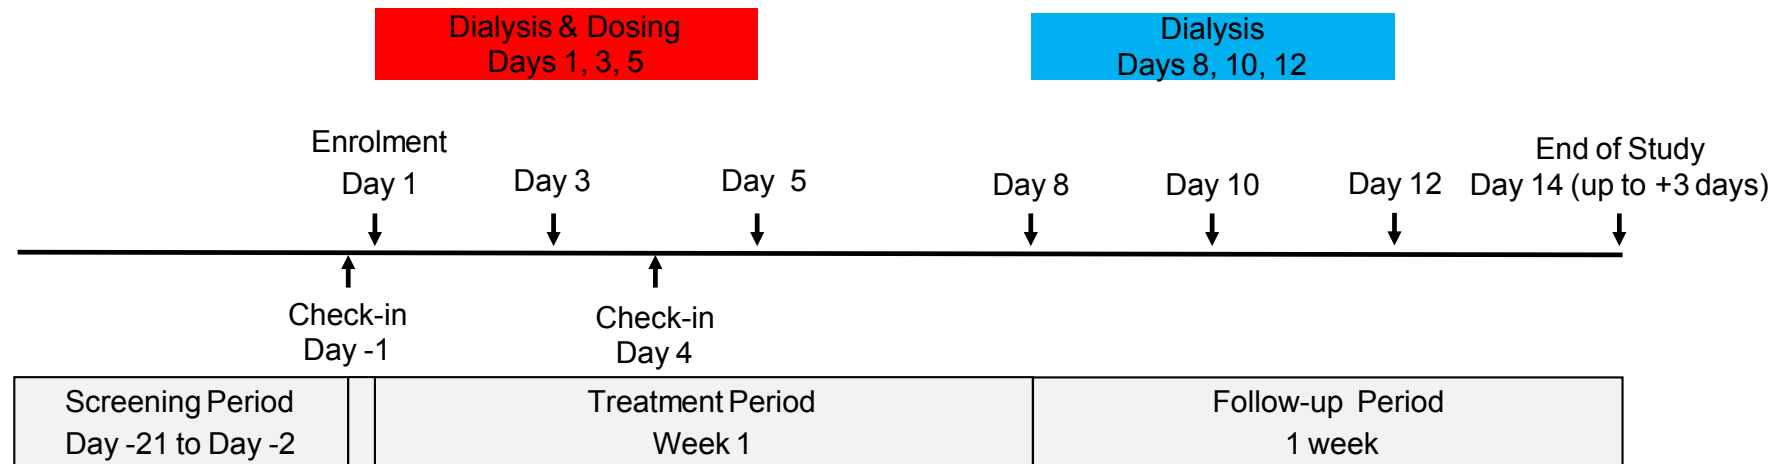 Dialysis & Dosing
Days 1, 3, 5
Dialysis
Days 8, 10, 12
Enrolment
Day 1
Day 3
Day 5
Day 8
Day 10
Day 12
End of Study
Day 14 (up to +3 days)
Check-in
Day -1
Check-in
Day 4
Screening Period
Day -21 to Day -2
Treatment Period
Week 1
Follow-up Period
1 week